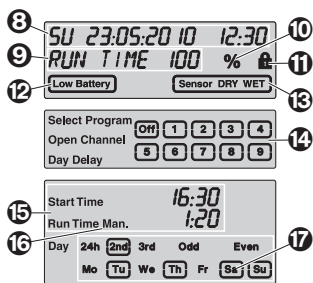 8 SU 23:05:20 10 12:30
9 RUN TIME 100 % 10
11
12 Low Battery Sensor DRY WET 13
Select Program Off 1 2 3 4
Open Channel 14
Day Delay 5 6 7 8 9
15 Start Time 16:30
Run Time Man. 1:20
16
Day 24h 2nd 3rd Odd Even 17
Mo Tu We Th Fr Sa Su